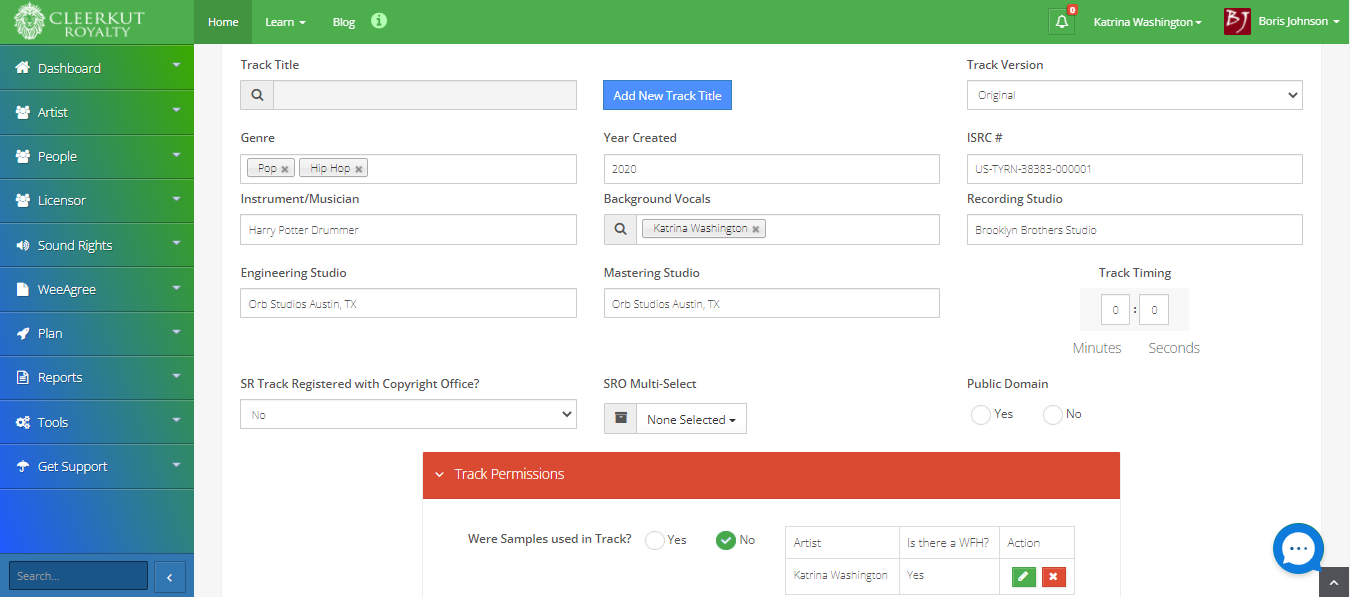 CLEERKUT
ROYALTY
Home Learn Blog i
0
Katrina Washington
BJ Boris Johnson
Dashboard
Artist
People
Licensor
Sound Rights
WeeAgree
Plan
Reports
Tools
Get Support
Search...
Track Title
Add New Track Title
Track Version
Original
Genre
Pop × Hip Hop ×
Year Created
2020
ISRC #
US-TYRN-38383-000001
Instrument/Musician
Harry Potter Drummer
Background Vocals
Katrina Washington ×
Recording Studio
Brooklyn Brothers Studio
Engineering Studio
Orb Studios Austin, TX
Mastering Studio
Orb Studios Austin, TX
Track Timing
0 : 0
Minutes Seconds
SR Track Registered with Copyright Office?
No
SRO Multi-Select
None Selected
Public Domain
Yes No
Track Permissions
Were Samples used in Track? Yes No
Artist Is there a WFH? Action
Katrina Washington Yes